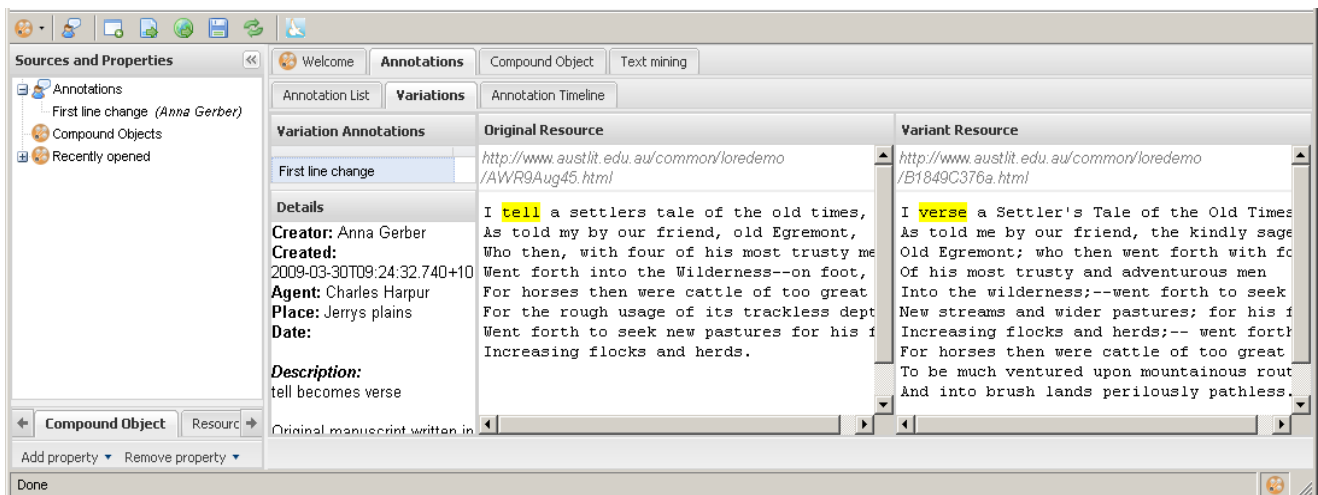 Sources and Properties
Annotations
First line change (Anna Gerber)
Compound Objects
Recently opened
Compound Object
Resourc
Add property
Remove property
Done
Welcome
Annotations
Compound Object
Text mining
Annotation List
Variations
Annotation Timeline
Variation Annotations
First line change
Details
Creator: Anna Gerber
Created:
2009-03-30T09:24:32.740+10
Agent: Charles Harpur
Place: Jerrys plains
Date:
Description:
tell becomes verse
Original manuscript written in
Original Resource
http://www.austlit.edu.au/common/loredemo
/AWR9Aug45.html
I tell a settlers tale of the old times,
As told my by our friend, old Egremont,
Who then, with four of his most trusty me
Went forth into the Wilderness--on foot,
For horses then were cattle of too great
For the rough usage of its trackless dept
Went forth to seek new pastures for his f
Increasing flocks and herds.
Variant Resource
http://www.austlit.edu.au/common/loredemo
/B1849C376a.html
I verse a Settler's Tale of the Old Times
As told me by our friend, the kindly sage
Old Egremont; who then went forth with fo
Of his most trusty and adventurous men
Into the wilderness;--went forth to seek
New streams and wider pastures; for his f
Increasing flocks and herds;-- went forth
For horses then were cattle of too great
To be much ventured upon mountainous rout
And into brush lands perilously pathless.